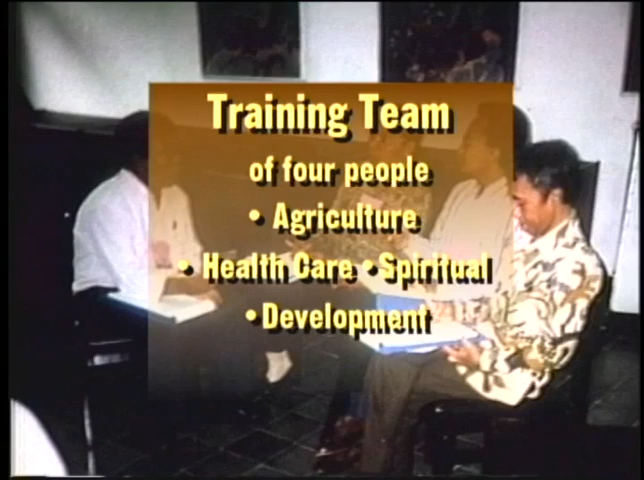 Training Team
of four people
• Agriculture
• Health Care • Spiritual
• Development